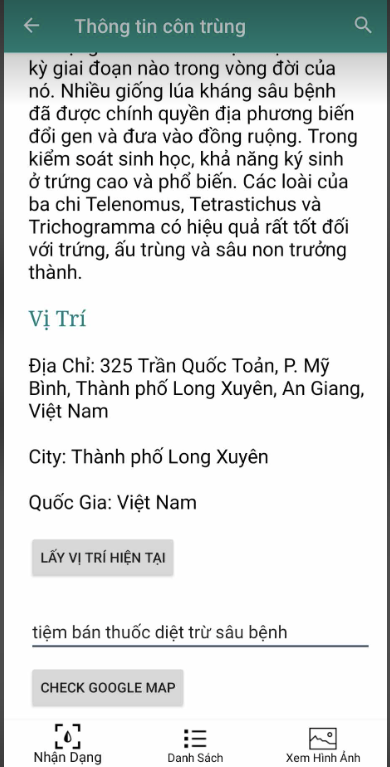 Thông tin côn trùng
kỳ giai đoạn nào trong vòng đời của
nó. Nhiều giống lúa kháng sâu bệnh
đã được chính quyền địa phương biến
đổi gen và đưa vào đồng ruộng. Trong
kiểm soát sinh học, khả năng ký sinh
ở trứng cao và phổ biến. Các loài của
ba chi Telenomus, Tetrastichus và
Trichogramma có hiệu quả rất tốt đối
với trứng, ấu trùng và sâu non trưởng
thành.
Vị Trí
Địa Chỉ: 325 Trần Quốc Toản, P. Mỹ
Bình, Thành phố Long Xuyên, An Giang,
Việt Nam
City: Thành phố Long Xuyên
Quốc Gia: Việt Nam
LẤY VỊ TRÍ HIỆN TẠI
tiệm bán thuốc diệt trừ sâu bệnh
CHECK GOOGLE MAP
Nhận Dạng
Danh Sách
Xem Hình Ảnh